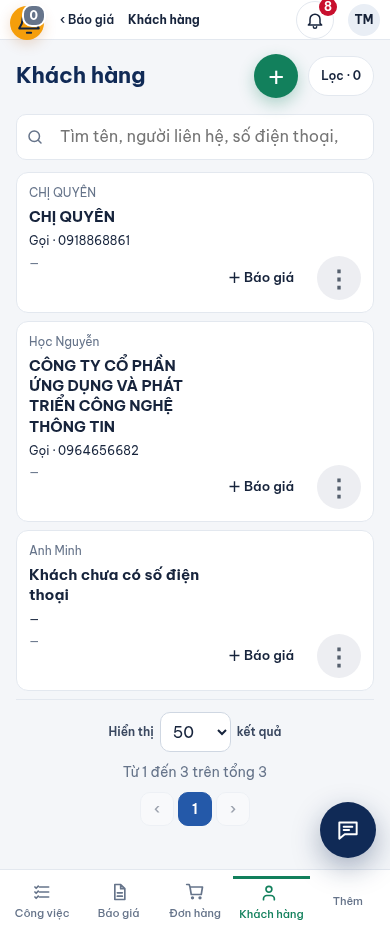 0
‹ Báo giá Khách hàng
8
TM
Khách hàng
+
Lọc · 0
Tìm tên, người liên hệ, số điện thoại,
CHỊ QUYÊN
CHỊ QUYÊN
Gọi · 0918868861
—
+ Báo giá
Học Nguyễn
CÔNG TY CỔ PHẦN
ỨNG DỤNG VÀ PHÁT
TRIỂN CÔNG NGHỆ
THÔNG TIN
Gọi · 0964656682
—
+ Báo giá
Anh Minh
Khách chưa có số điện
thoại
—
—
+ Báo giá
Hiển thị 50 kết quả
Từ 1 đến 3 trên tổng 3
‹ 1 ›
Công việc Báo giá Đơn hàng Khách hàng Thêm